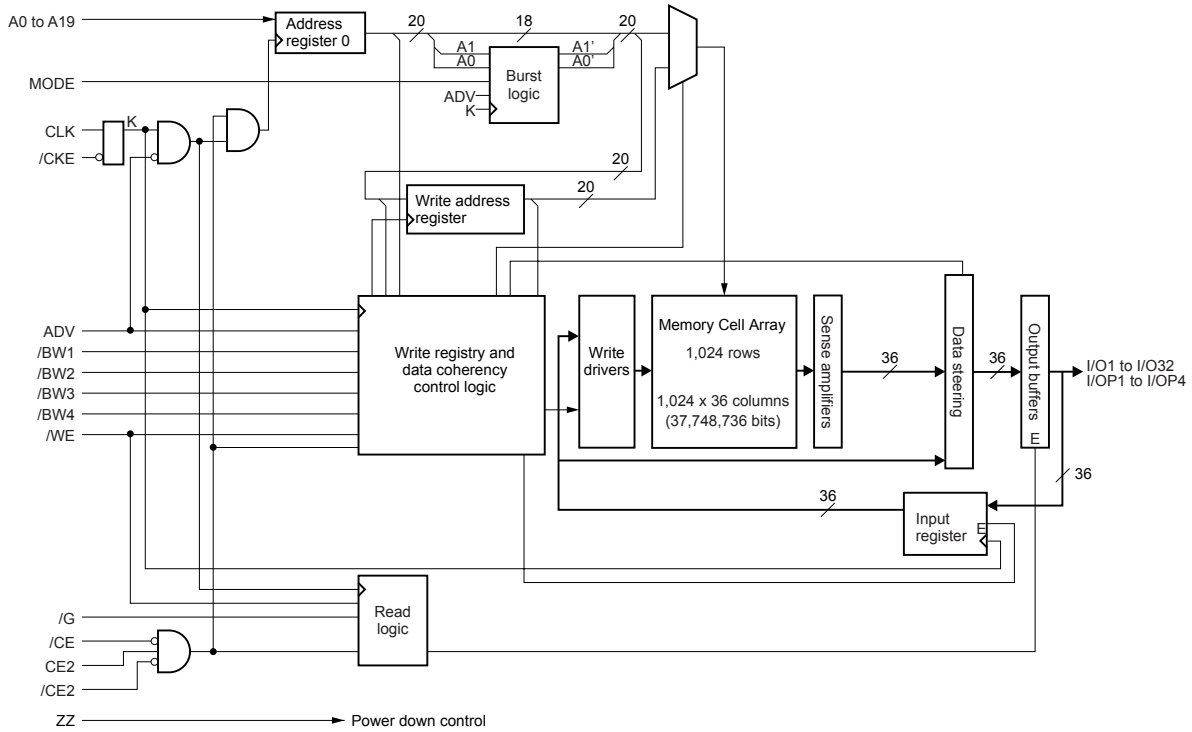 A0 to A19
Address
register 0
20
18
20
36
A1
A0
A1'
A0'
Burst
logic
MODE
ADV
K
CLK
K
/CKE
20
20
Write address
register
ADV
/BW1
/BW2
/BW3
/BW4
/WE
Write registry and
data coherency
control logic
Write
drivers
Memory Cell Array
1,024 rows
1,024 x 36 columns
(37,748,736 bits)
Sense amplifiers
36
Data steering
36
Output buffers
E
I/O1 to I/O32
I/OP1 to I/OP4
36
36
Input
register
E
/G
/CE
CE2
/CE2
Read
logic
ZZ
Power down control